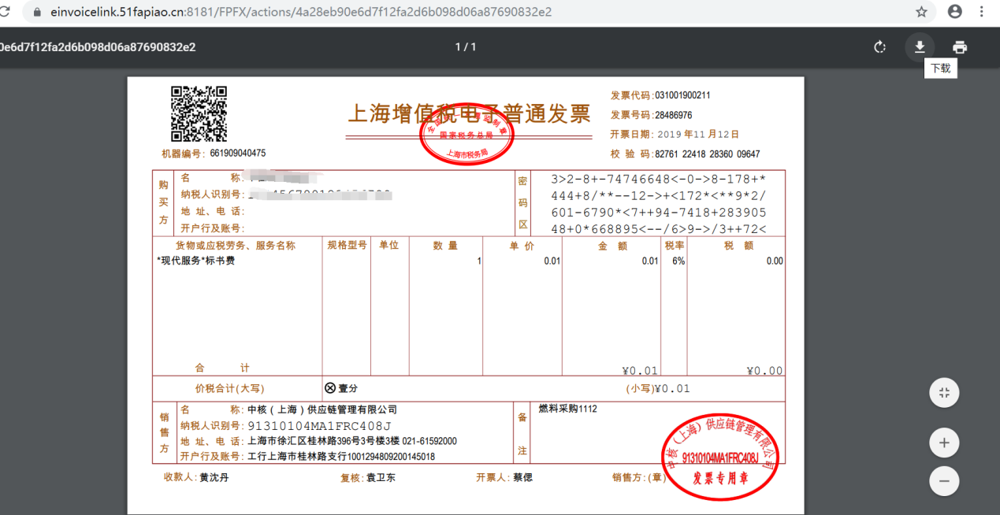 einvoicelink.51fapiao.cn:8181/FPFX/actions/4a28eb90e6d7f12fa2d6b098d06a87690832e2
0e6d7f12fa2d6b098d06a87690832e2
1 / 1
下载
上海增值税电子普通发票
国家税务总局
上海市税务局
发票代码:031001900211
发票号码:28486976
开票日期: 2019 年11 月12日
校 验 码:82761 22418 28360 09647
机器编号: 661909040475
购买方
名 称:
纳税人识别号:
地 址、电 话:
开户行及账号:
密码区
3>2-8+-74746648<-0->8-178+*
444+8/**--12->+<172*<**9*2/
601-6790*<7++94-7418+283905
48+0*668895<--/6>9->/3++72<
货物或应税劳务、服务名称 规格型号 单位 数 量 单 价 金 额 税率 税 额
*现代服务*标书费 1 0.01 0.01 6% 0.00
合 计 ¥0.01 ¥0.00
价税合计(大写) ⊗壹分 (小写)¥0.01
销售方
名 称:中核（上海）供应链管理有限公司
纳税人识别号:91310104MA1FRC408J
地 址、电 话:上海市徐汇区桂林路396号3号楼3楼 021-61592000
开户行及账号:工行上海市桂林路支行1001294809200145018
备注
燃料采购1112
中核（上海）供应链管理有限公司
91310104MA1FRC408J
发票专用章
收款人:黄沈丹 复核:袁卫东 开票人:蔡偲 销售方:(章)